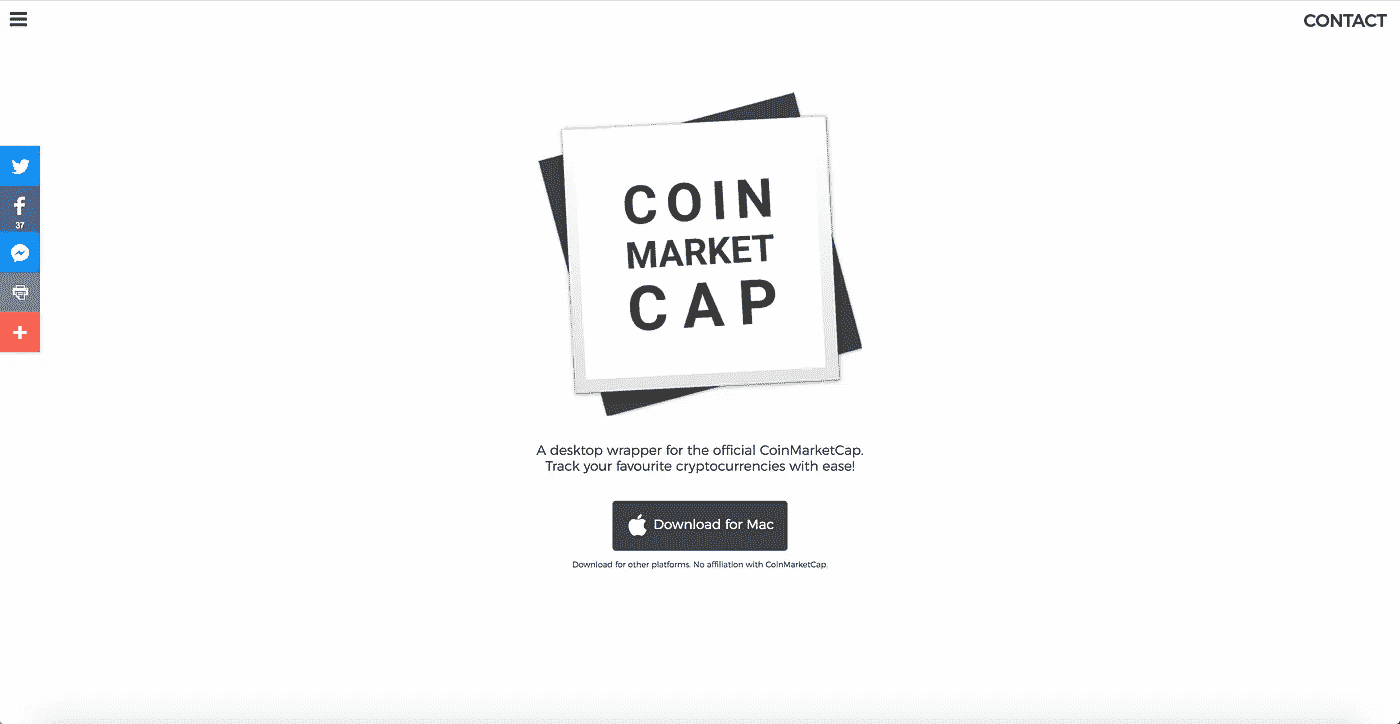 CONTACT
COIN
MARKET
CAP
37
A desktop wrapper for the official CoinMarketCap.
Track your favourite cryptocurrencies with ease!
Download for Mac
Download for other platforms. No affiliation with CoinMarketCap.